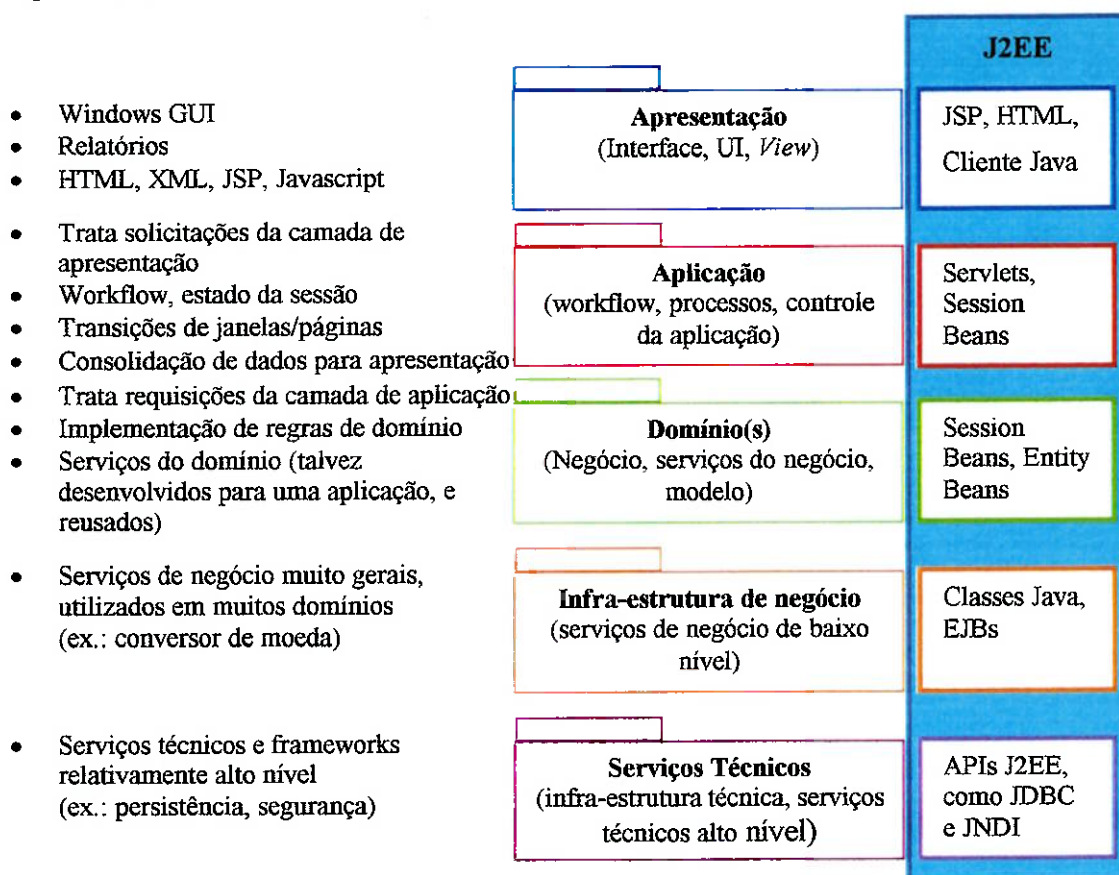 J2EE
• Windows GUI
• Relatórios
• HTML, XML, JSP, Javascript
Apresentação
(Interface, UI, View)
JSP, HTML,
Cliente Java
• Trata solicitações da camada de
apresentação
• Workflow, estado da sessão
• Transições de janelas/páginas
• Consolidação de dados para apresentação
Aplicação
(workflow, processos, controle
da aplicação)
Servlets,
Session
Beans
• Trata requisições da camada de aplicação
• Implementação de regras de domínio
• Serviços do domínio (talvez
desenvolvidos para uma aplicação, e
reusados)
Domínio(s)
(Negócio, serviços do negócio,
modelo)
Session
Beans, Entity
Beans
• Serviços de negócio muito gerais,
utilizados em muitos domínios
(ex.: conversor de moeda)
Infra-estrutura de negócio
(serviços de negócio de baixo
nível)
Classes Java,
EJBs
• Serviços técnicos e frameworks
relativamente alto nível
(ex.: persistência, segurança)
Serviços Técnicos
(infra-estrutura técnica, serviços
técnicos alto nível)
APIs J2EE,
como JDBC
e JNDI